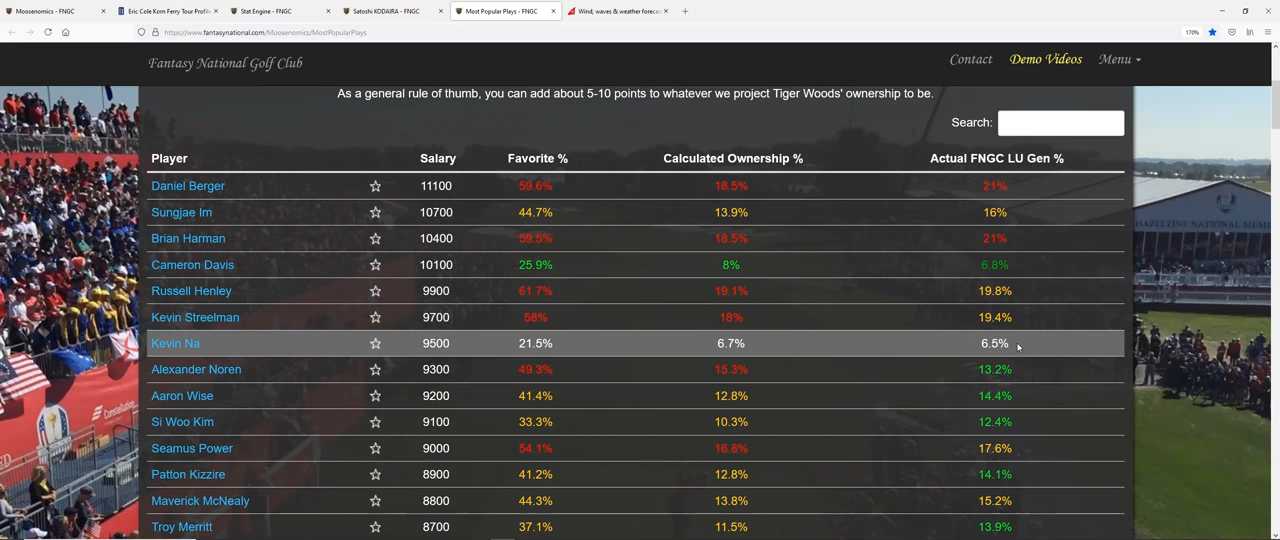 Moosenomics - FNGC
Eric Cole Korn Ferry Tour Profile
Stat Engine - FNGC
Satoshi KODAIRA - FNGC
Most Popular Plays - FNGC
Wind, waves & weather forecas
https://www.fantasynational.com/Moosenomics/MostPopularPlays
170%
Fantasy National Golf Club
Contact Demo Videos Menu
As a general rule of thumb, you can add about 5-10 points to whatever we project Tiger Woods' ownership to be.
Search:
Player Salary Favorite % Calculated Ownership % Actual FNGC LU Gen %
Daniel Berger 11100 59.6% 18.5% 21%
Sungjae Im 10700 44.7% 13.9% 16%
Brian Harman 10400 59.5% 18.5% 21%
Cameron Davis 10100 25.9% 8% 6.8%
Russell Henley 9900 61.7% 19.1% 19.8%
Kevin Streelman 9700 58% 18% 19.4%
Kevin Na 9500 21.5% 6.7% 6.5%
Alexander Noren 9300 49.3% 15.3% 13.2%
Aaron Wise 9200 41.4% 12.8% 14.4%
Si Woo Kim 9100 33.3% 10.3% 12.4%
Seamus Power 9000 54.1% 16.8% 17.6%
Patton Kizzire 8900 41.2% 12.8% 14.1%
Maverick McNealy 8800 44.3% 13.8% 15.2%
Troy Merritt 8700 37.1% 11.5% 13.9%
HAZELTINE NATIONAL MEM
Constellation